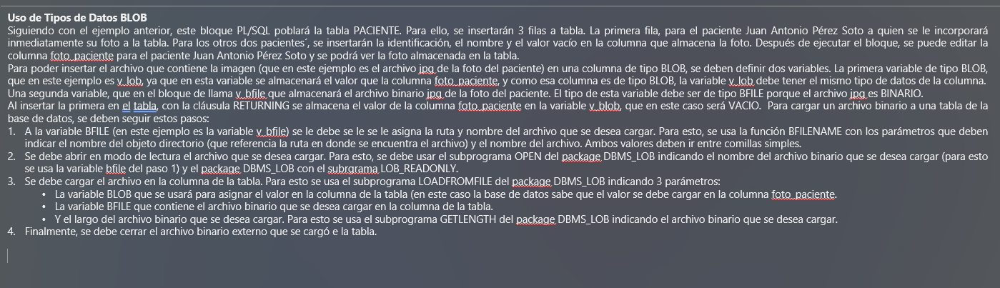 Uso de Tipos de Datos BLOB
Siguiendo con el ejemplo anterior, este bloque PL/SQL poblará la tabla PACIENTE. Para ello, se insertarán 3 filas a tabla. La primera fila, para el paciente Juan Antonio Pérez Soto a quien se le incorporará
inmediatamente su foto a la tabla. Para los otros dos pacientes´, se insertarán la identificación, el nombre y el valor vacío en la columna que almacena la foto. Después de ejecutar el bloque, se puede editar la
columna foto_paciente para el paciente Juan Antonio Pérez Soto y se podrá ver la foto almacenada en la tabla.
Para poder insertar el archivo que contiene la imagen (que en este ejemplo es el archivo jpg de la foto del paciente) en una columna de tipo BLOB, se deben definir dos variables. La primera variable de tipo BLOB,
que en este ejemplo es v_lob, ya que en esta variable se almacenará el valor que la columna foto_paciente, y como esa columna es de tipo BLOB, la variable v_lob debe tener el mismo tipo de datos de la columna.
Una segunda variable, que en el bloque de llama v_bfile que almacenará el archivo binario jpg de la foto del paciente. El tipo de esta variable debe ser de tipo BFILE porque el archivo jpg es BINARIO.
Al insertar la primera en el tabla, con la cláusula RETURNING se almacena el valor de la columna foto_paciente en la variable v_blob, que en este caso será VACIO. Para cargar un archivo binario a una tabla de la
base de datos, se deben seguir estos pasos:
1. A la variable BFILE (en este ejemplo es la variable v_bfile) se le debe se le se le asigna la ruta y nombre del archivo que se desea cargar. Para esto, se usa la función BFILENAME con los parámetros que deben
indicar el nombre del objeto directorio (que referencia la ruta en donde se encuentra el archivo) y el nombre del archivo. Ambos valores deben ir entre comillas simples.
2. Se debe abrir en modo de lectura el archivo que se desea cargar. Para esto, se debe usar el subprograma OPEN del package DBMS_LOB indicando el nombre del archivo binario que se desea cargar (para esto
se usa la variable bfile del paso 1) y el package DBMS_LOB con el subrgrama LOB_READONLY.
3. Se debe cargar el archivo en la columna de la tabla. Para esto se usa el subprograma LOADFROMFILE del package DBMS_LOB indicando 3 parámetros:
• La variable BLOB que se usará para asignar el valor en la columna de la tabla (en este caso la base de datos sabe que el valor se debe cargar en la columna foto_paciente.
• La variable BFILE que contiene el archivo binario que se desea cargar en la columna de la tabla.
• Y el largo del archivo binario que se desea cargar. Para esto se usa el subprograma GETLENGTH del package DBMS_LOB indicando el archivo binario que se desea cargar.
4. Finalmente, se debe cerrar el archivo binario externo que se cargó e la tabla.